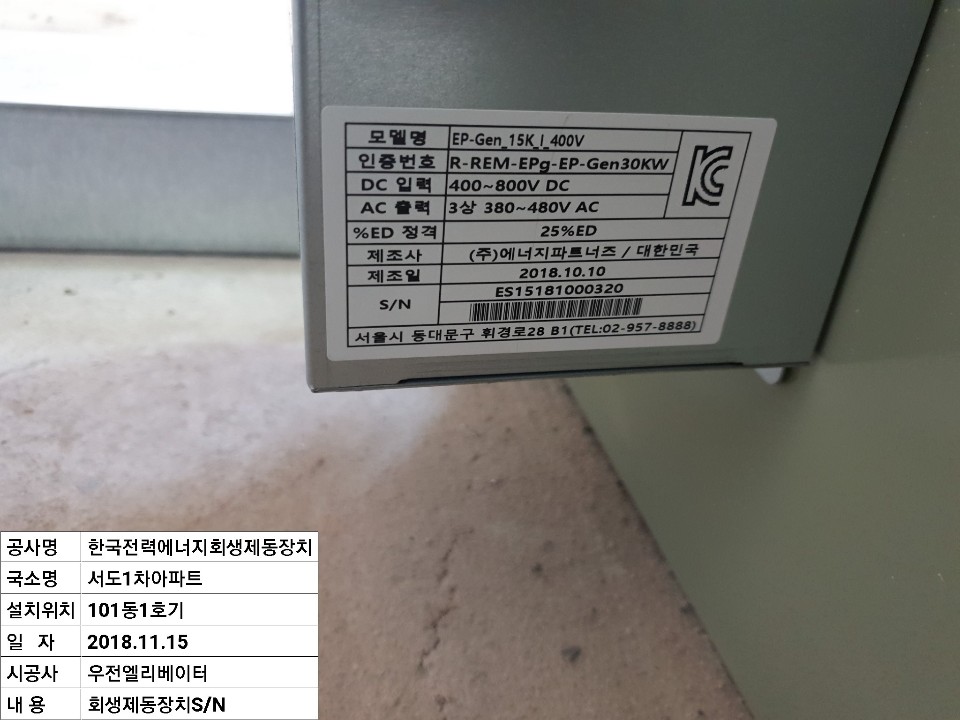 모델명 EP-Gen_15K_I_400V
인증번호 R-REM-EPg-EP-Gen30KW
DC 입력 400~800V DC
AC 출력 3상 380~480V AC
%ED 정격 25%ED
제조사 (주)에너지파트너즈 / 대한민국
제조일 2018.10.10
S/N ES15181000320
서울시 동대문구 휘경로28 B1(TEL:02-957-8888)
공사명 한국전력에너지회생제동장치
국소명 서도1차아파트
설치위치 101동1호기
일 자 2018.11.15
시공사 우전엘리베이터
내 용 회생제동장치S/N